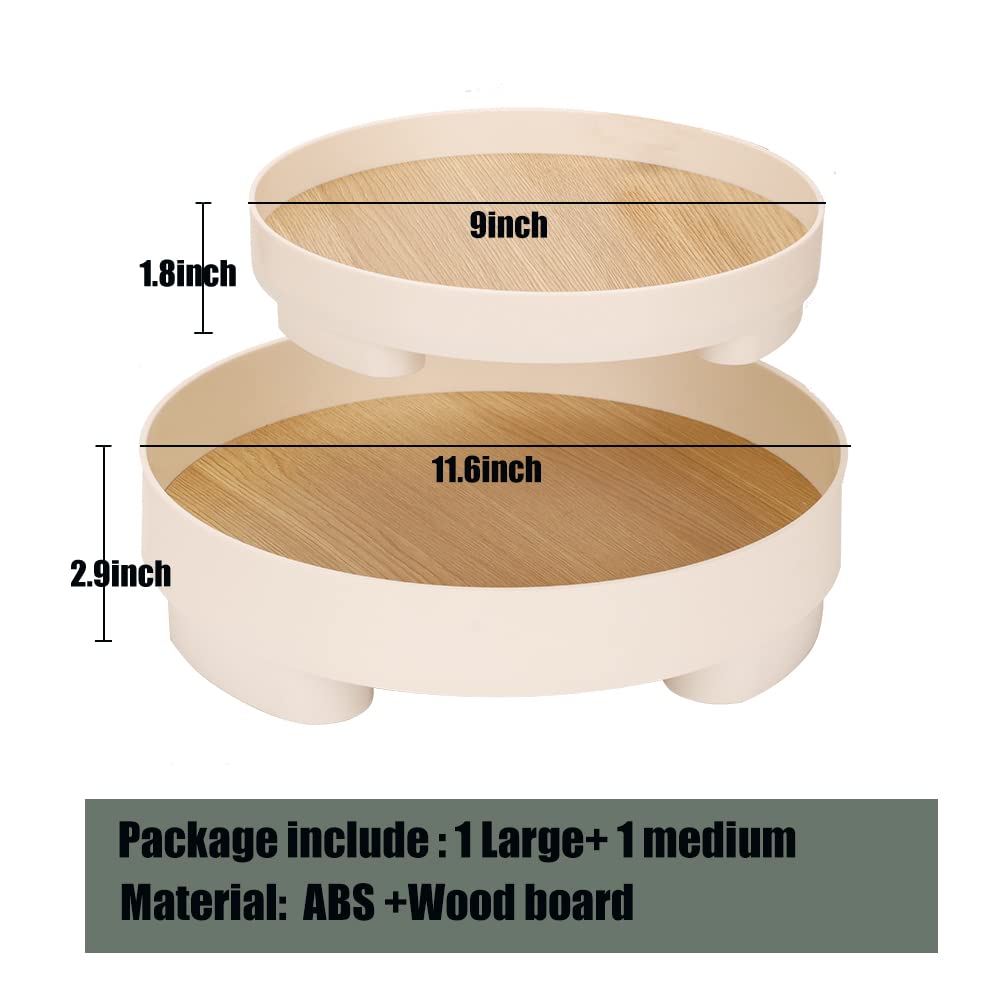 9inch
1.8inch
11.6inch
2.9inch
Package include : 1 Large+ 1 medium
Material: ABS +Wood board